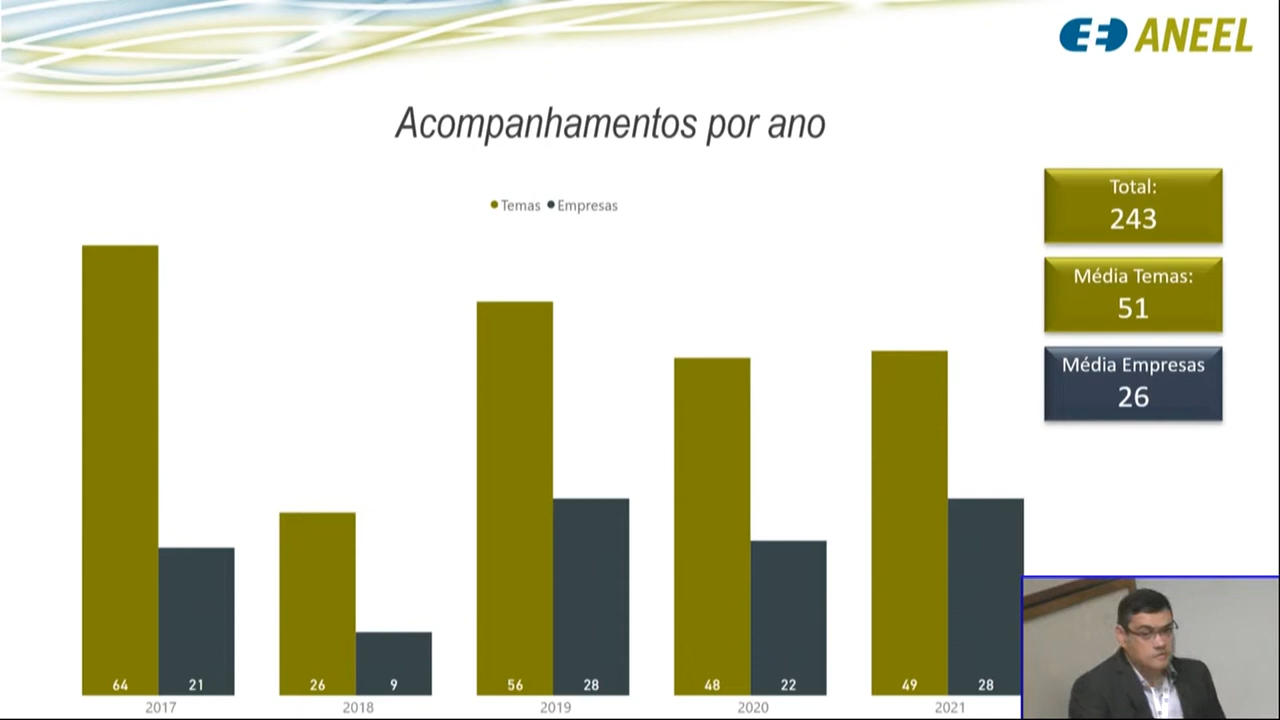 ANEEL
Acompanhamentos por ano
Temas Empresas
Total:
243
Média Temas:
51
Média Empresas
26
64 21 26 9 56 28 48 22 49 28
2017 2018 2019 2020 2021